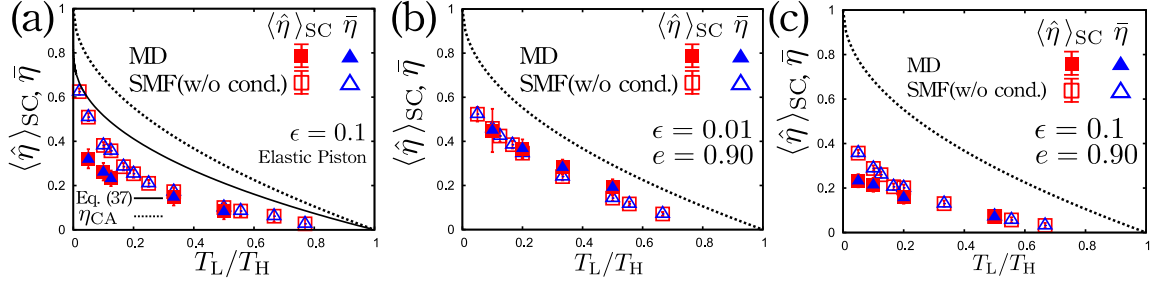 (a)
⟨η̂⟩SC η̄
MD
SMF(w/o cond.)
ϵ = 0.1
Elastic Piston
Eq. (37)
ηCA
⟨η̂⟩SC, η̄
1
0.8
0.6
0.4
0.2
0
0 0.2 0.4 0.6 0.8 1
TL/TH
(b)
⟨η̂⟩SC η̄
MD
SMF(w/o cond.)
ϵ = 0.01
e = 0.90
⟨η̂⟩SC, η̄
1
0.8
0.6
0.4
0.2
0
0 0.2 0.4 0.6 0.8 1
TL/TH
(c)
⟨η̂⟩SC η̄
MD
SMF(w/o cond.)
ϵ = 0.1
e = 0.90
⟨η̂⟩SC, η̄
1
0.8
0.6
0.4
0.2
0
0 0.2 0.4 0.6 0.8 1
TL/TH